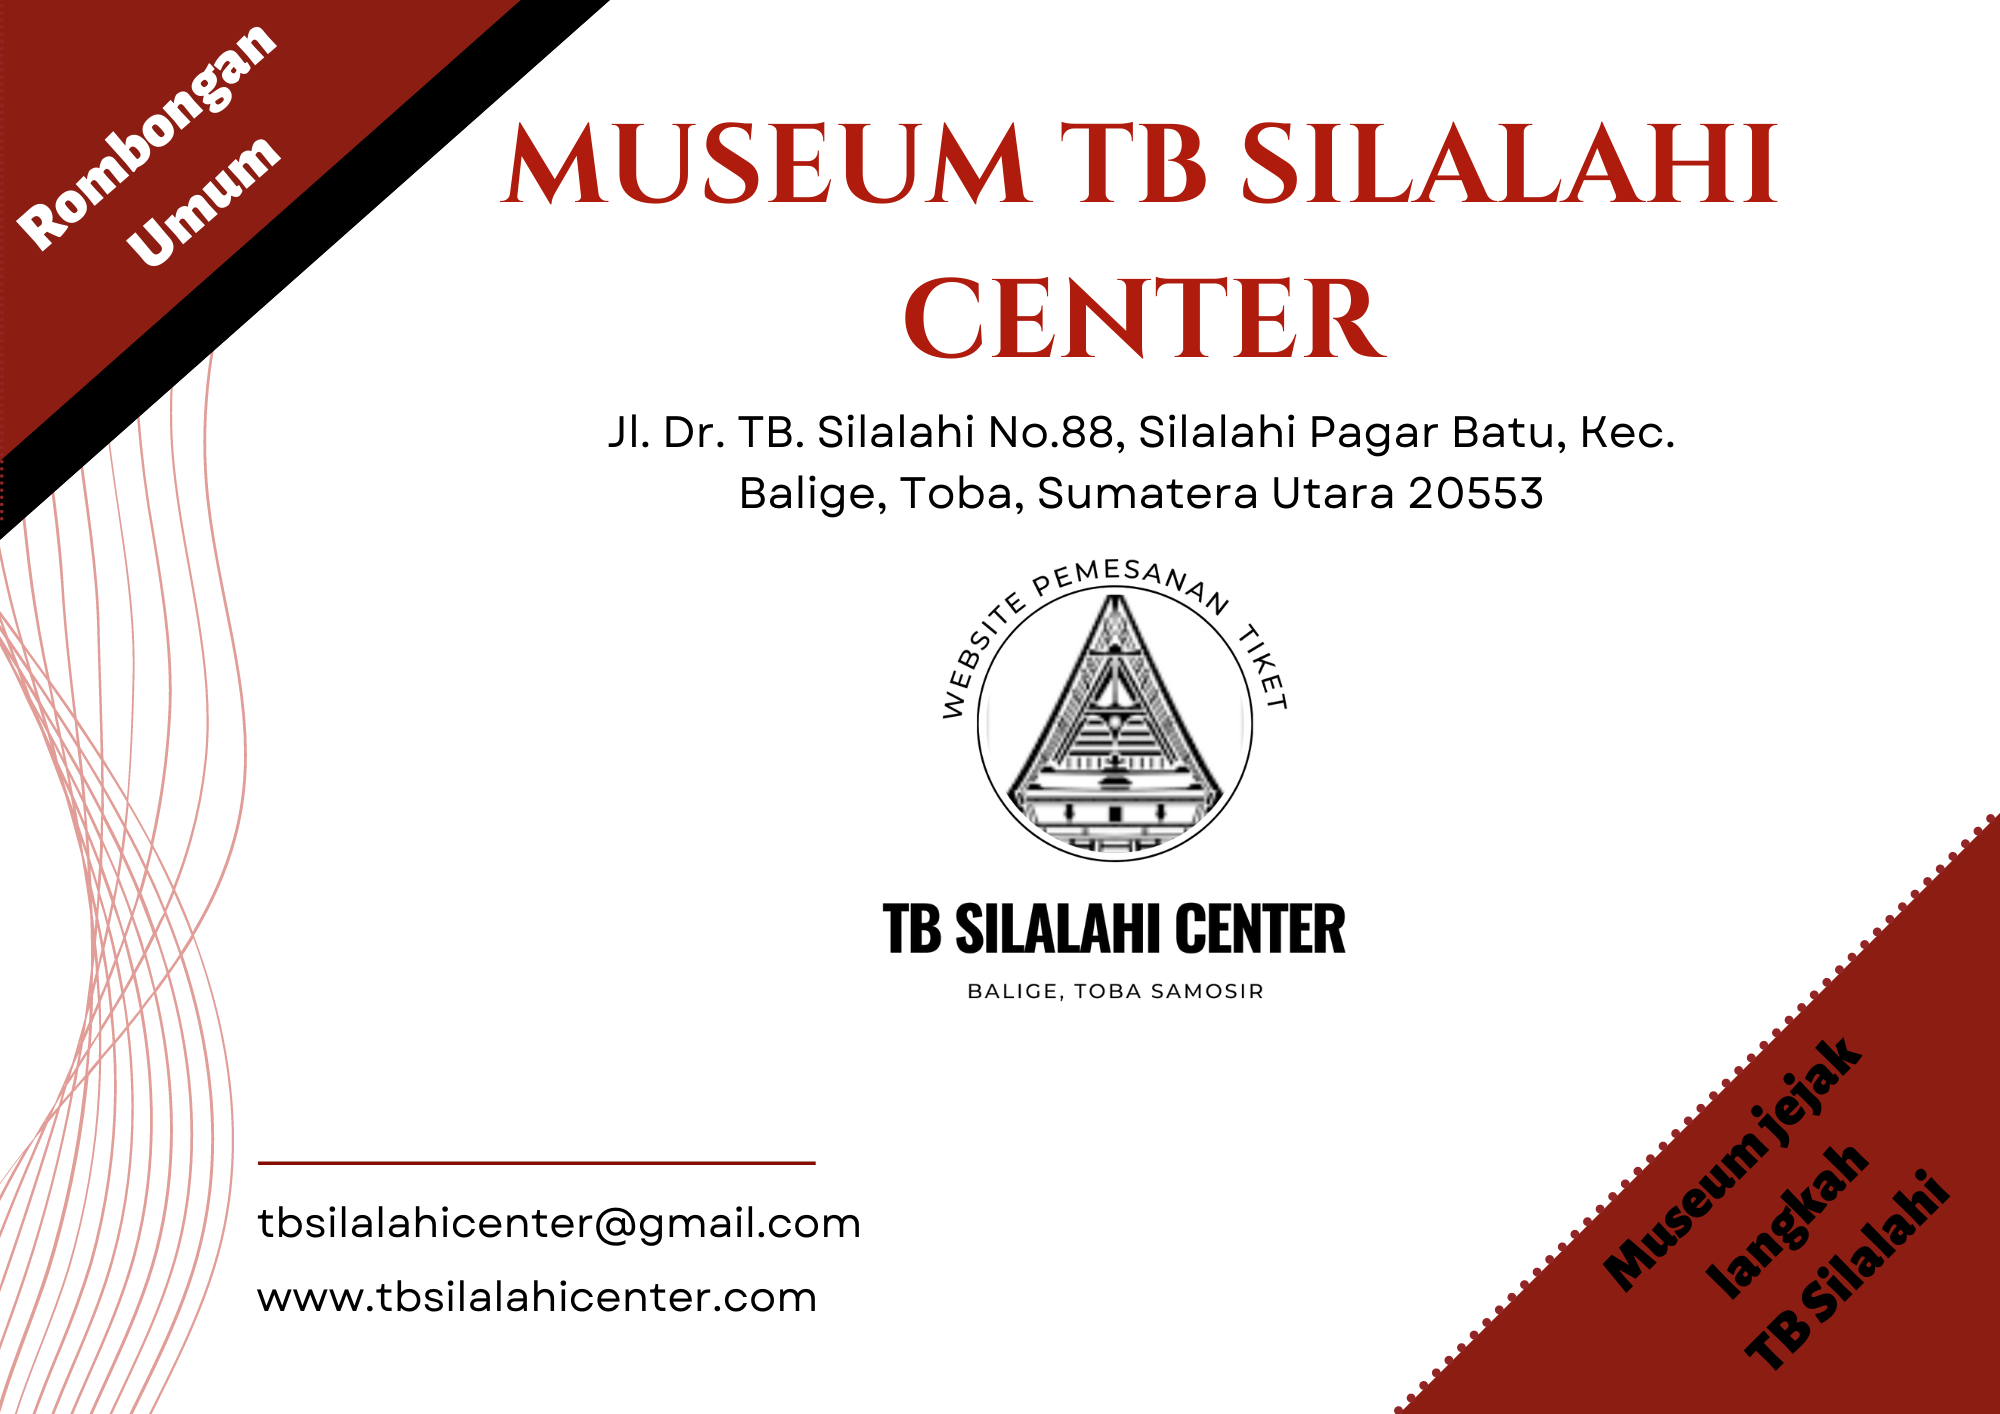 Rombongan
Umum
MUSEUM TB SILALAHI
CENTER
Jl. Dr. TB. Silalahi No.88, Silalahi Pagar Batu, Kec.
Balige, Toba, Sumatera Utara 20553
WEBSITE PEMESANAN TIKET
TB SILALAHI CENTER
BALIGE, TOBA SAMOSIR
tbsilalahicenter@gmail.com
www.tbsilalahicenter.com
Museum jejak
langkah
TB Silalahi